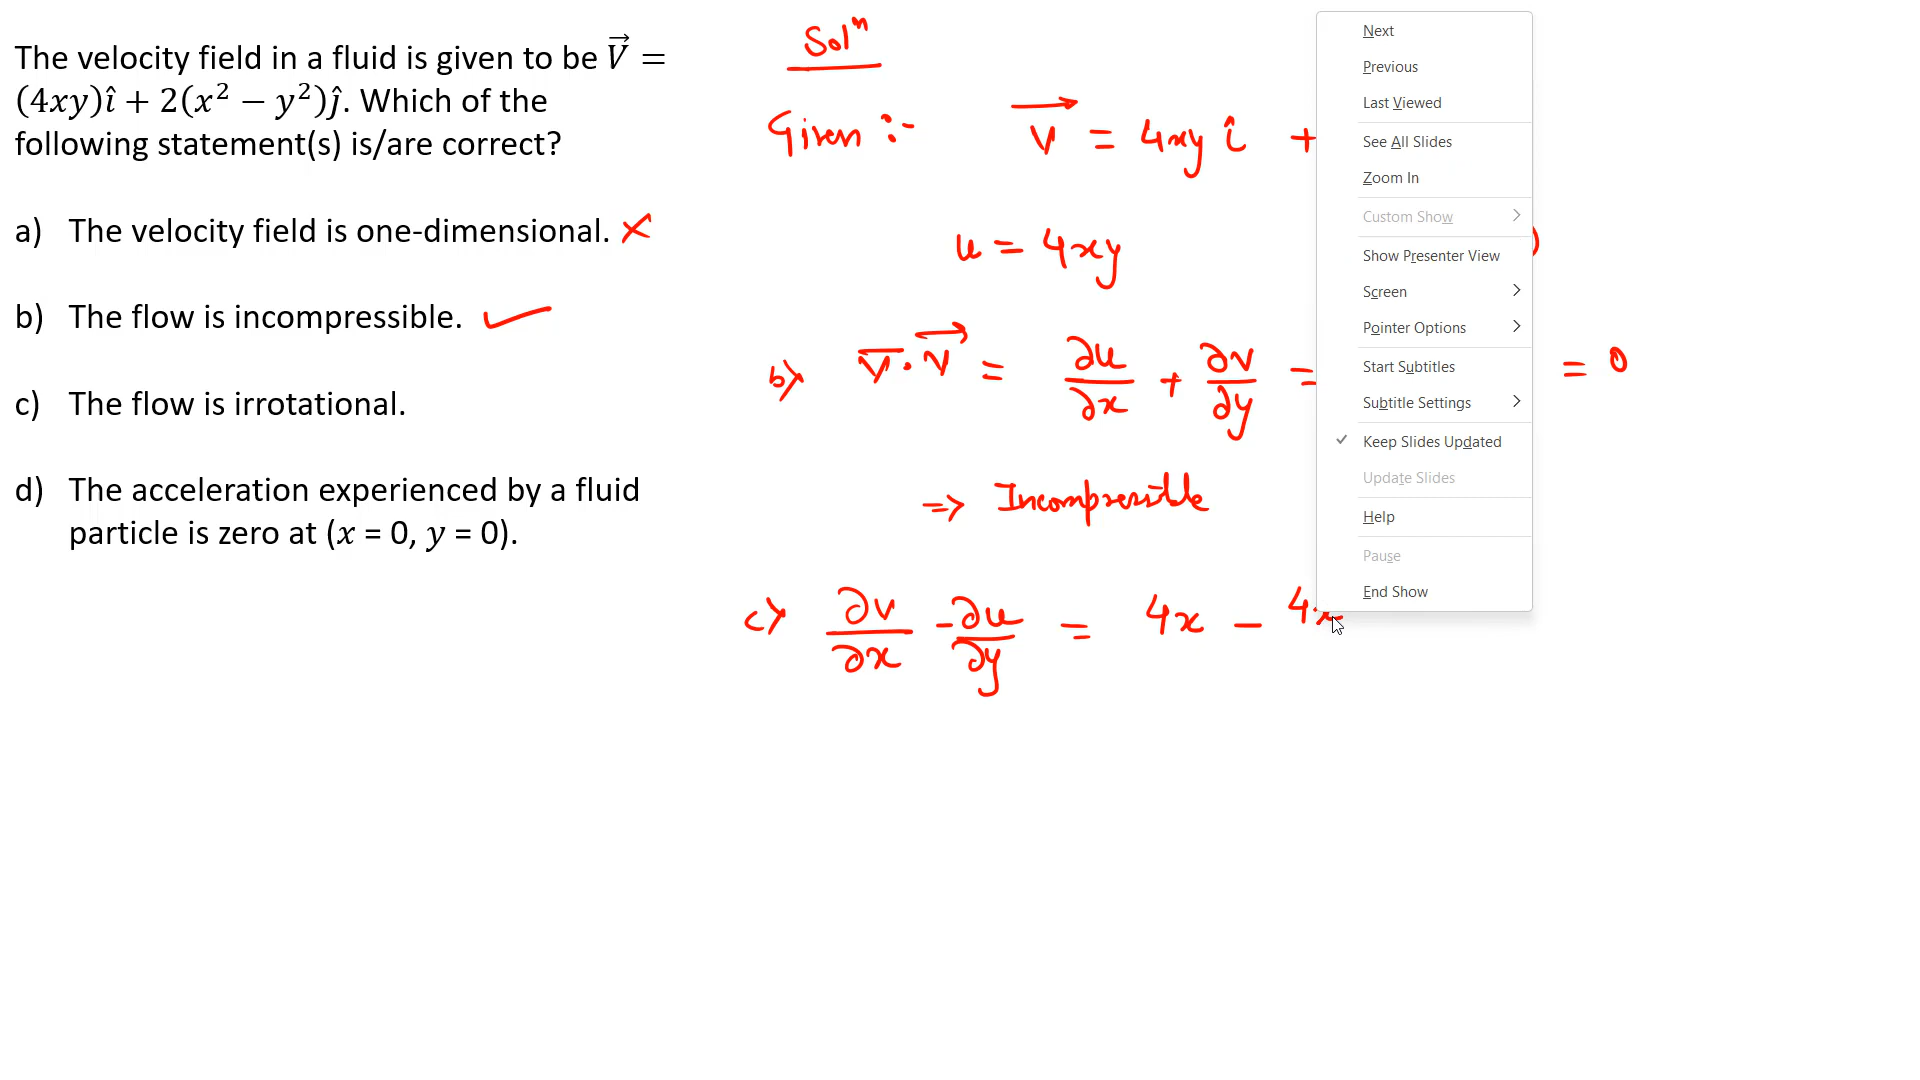 The velocity field in a fluid is given to be V⃗ =
(4xy)î + 2(x² − y²)ĵ. Which of the
following statement(s) is/are correct?
a) The velocity field is one-dimensional. ✗
b) The flow is incompressible. ✓
c) The flow is irrotational.
d) The acceleration experienced by a fluid
particle is zero at (x = 0, y = 0).
Solⁿ
Given :- V⃗ = 4xy î +
u = 4xy )
b) ∇·V⃗ = ∂u/∂x + ∂v/∂y = = 0
=> Incompressible
c) ∂v/∂x - ∂u/∂y = 4x - 4x
Next
Previous
Last Viewed
See All Slides
Zoom In
Custom Show
Show Presenter View
Screen
Pointer Options
Start Subtitles
Subtitle Settings
Keep Slides Updated
Update Slides
Help
Pause
End Show